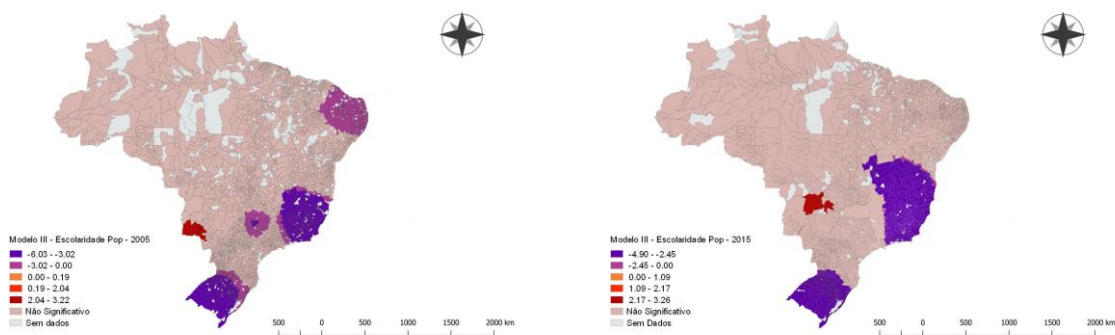 Modelo III - Escolaridade Pop - 2005
-6.03 - -3.02
-3.02 - 0.00
0.00 - 0.19
0.19 - 2.04
2.04 - 3.22
Não Significativo
Sem dados
500 0 500 1000 1500 2000 km
Modelo III - Escolaridade Pop - 2015
-4.90 - -2.45
-2.45 - 0.00
0.00 - 1.09
1.09 - 2.17
2.17 - 3.26
Não Significativo
Sem dados
500 0 500 1000 1500 2000 km